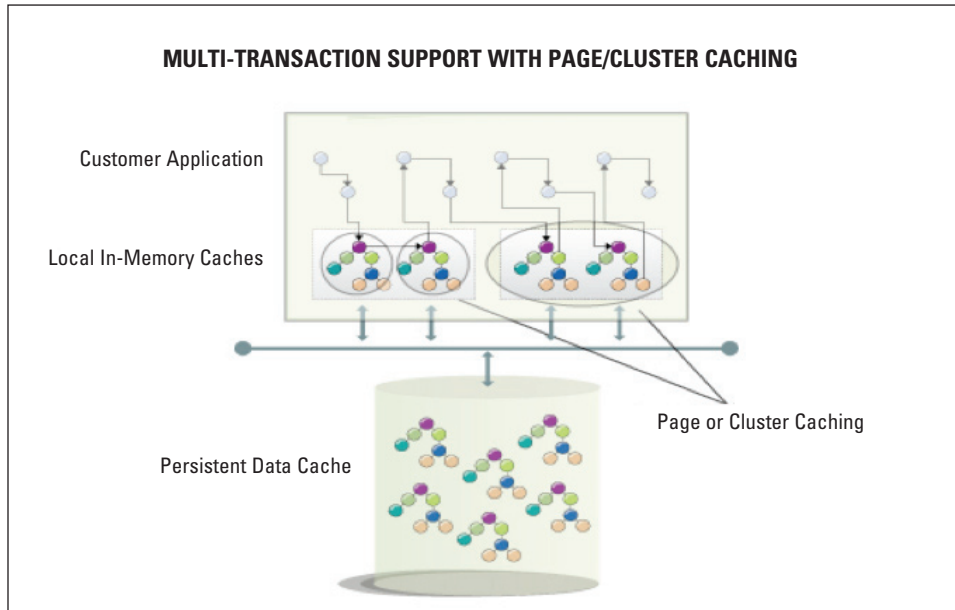 MULTI-TRANSACTION SUPPORT WITH PAGE/CLUSTER CACHING
Customer Application
Local In-Memory Caches
Page or Cluster Caching
Persistent Data Cache